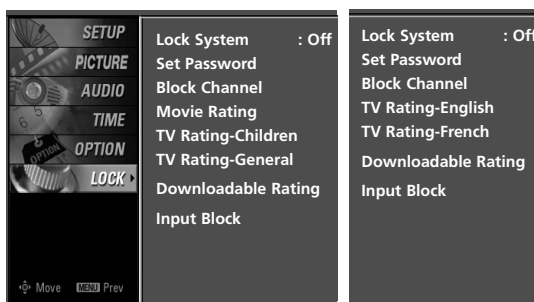 SETUP
PICTURE
AUDIO
TIME
OPTION
LOCK
Move MENU Prev
Lock System : Off
Set Password
Block Channel
Movie Rating
TV Rating-Children
TV Rating-General
Downloadable Rating
Input Block
Lock System : Off
Set Password
Block Channel
TV Rating-English
TV Rating-French
Downloadable Rating
Input Block